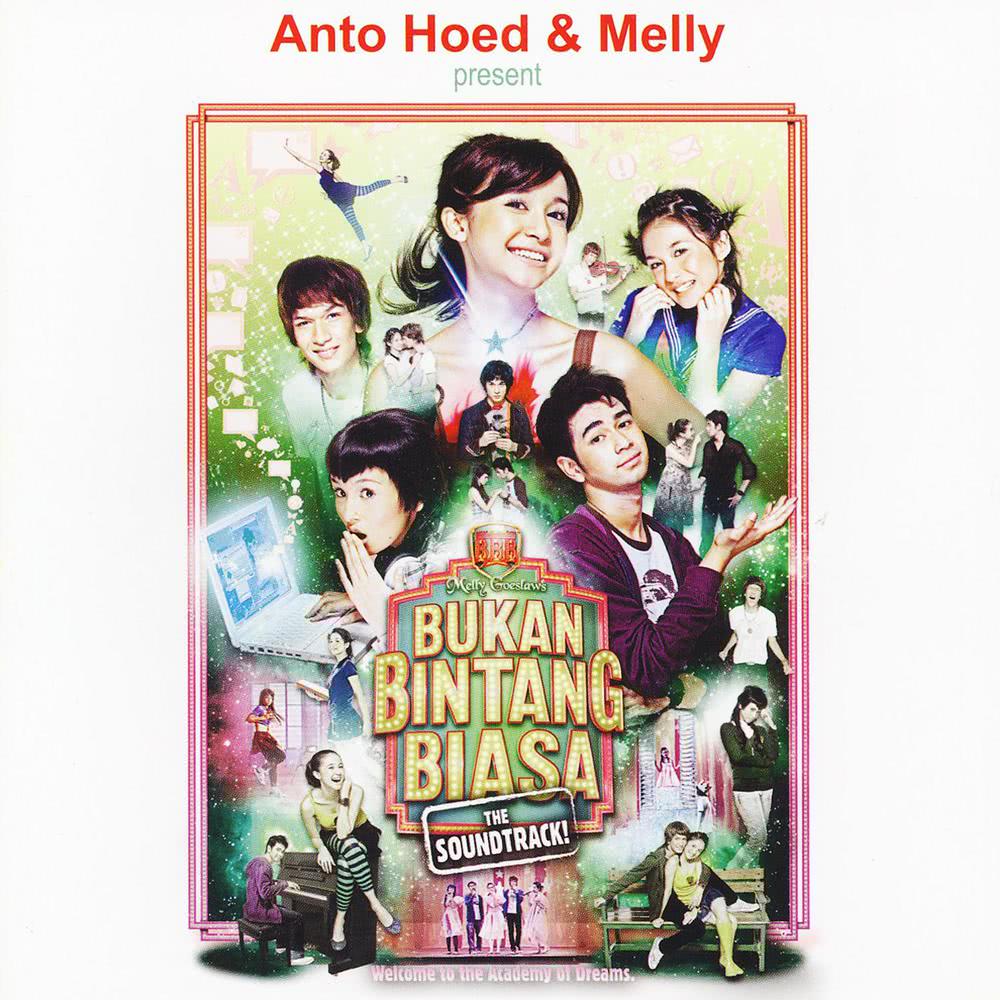 Anto Hoed & Melly
present
BBB
Melly Goeslaw's
BUKAN
BINTANG
BIASA
THE
SOUNDTRACK!
Welcome to the Academy of Dreams.